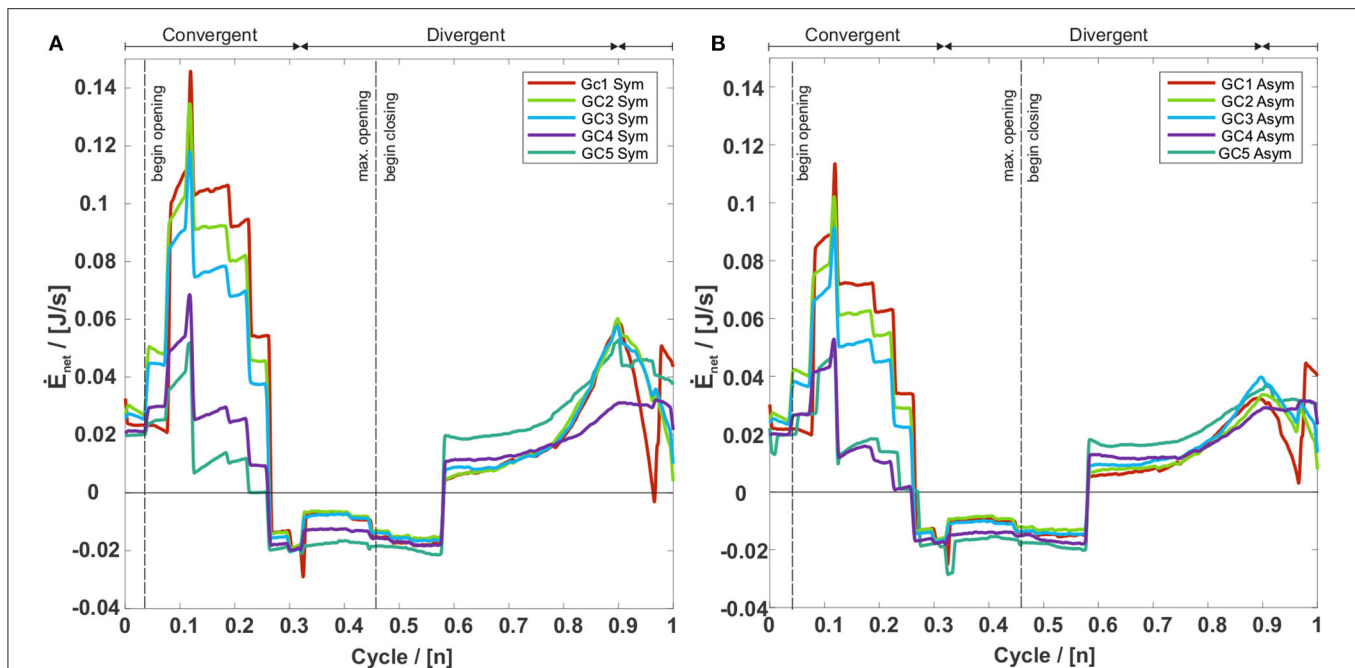 A
Convergent
Divergent
0.14
0.12
0.1
0.08
0.06
0.04
0.02
0
-0.02
-0.04
Ė_net / [J/s]
begin opening
max. opening
begin closing
Gc1 Sym
GC2 Sym
GC3 Sym
GC4 Sym
GC5 Sym
0 0.1 0.2 0.3 0.4 0.5 0.6 0.7 0.8 0.9 1
Cycle / [n]
B
Convergent
Divergent
0.14
0.12
0.1
0.08
0.06
0.04
0.02
0
-0.02
-0.04
Ė_net / [J/s]
begin opening
max. opening
begin closing
GC1 Asym
GC2 Asym
GC3 Asym
GC4 Asym
GC5 Asym
0 0.1 0.2 0.3 0.4 0.5 0.6 0.7 0.8 0.9 1
Cycle / [n]